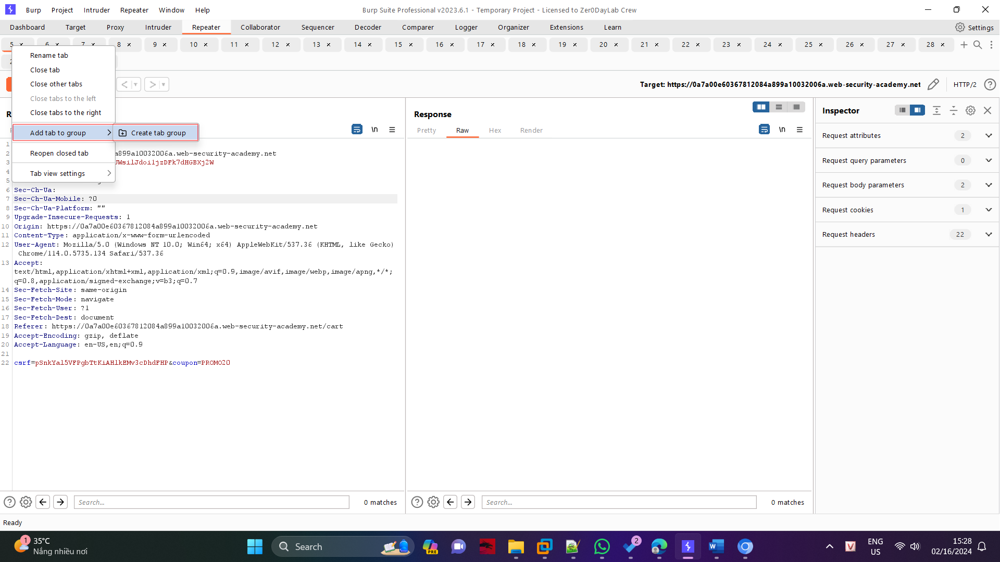 Burp Project Intruder Repeater Window Help
Burp Suite Professional v2023.6.1 - Temporary Project - Licensed to Zer0DayLab Crew
Dashboard Target Proxy Intruder Repeater Collaborator Sequencer Decoder Comparer Logger Organizer Extensions Learn
Settings
5 × 6 × 7 × 8 × 9 × 10 × 11 × 12 × 13 × 14 × 15 × 16 × 17 × 18 × 19 × 20 × 21 × 22 × 23 × 24 × 25 × 26 × 27 × 28 ×
Rename tab
Close tab
Close other tabs
Close tabs to the left
Close tabs to the right
Add tab to group
Create tab group
Reopen closed tab
Tab view settings
Target: https://0a7a00e60367812084a899a10032006a.web-security-academy.net
HTTP/2
\n
1
2 a899a10032006a.web-security-academy.net
3 JWsilJdoi1jzDFk7dHGBXj2W
4
5
6 Sec-Ch-Ua:
7 Sec-Ch-Ua-Mobile: ?0
8 Sec-Ch-Ua-Platform: ""
9 Upgrade-Insecure-Requests: 1
10 Origin: https://0a7a00e60367812084a899a10032006a.web-security-academy.net
11 Content-Type: application/x-www-form-urlencoded
12 User-Agent: Mozilla/5.0 (Windows NT 10.0; Win64; x64) AppleWebKit/537.36 (KHTML, like Gecko)
Chrome/114.0.5735.134 Safari/537.36
13 Accept:
text/html,application/xhtml+xml,application/xml;q=0.9,image/avif,image/webp,image/apng,*/*;
q=0.8,application/signed-exchange;v=b3;q=0.7
14 Sec-Fetch-Site: same-origin
15 Sec-Fetch-Mode: navigate
16 Sec-Fetch-User: ?1
17 Sec-Fetch-Dest: document
18 Referer: https://0a7a00e60367812084a899a10032006a.web-security-academy.net/cart
19 Accept-Encoding: gzip, deflate
20 Accept-Language: en-US,en;q=0.9
21
22 csrf=pSnkYal5VFPgbTtKiAHlkEMv3cDhdFHP&coupon=PROMO20
Search...
0 matches
Response
Pretty Raw Hex Render
\n
Search...
0 matches
Inspector
Request attributes 2
Request query parameters 0
Request body parameters 2
Request cookies 1
Request headers 22
Ready
1
35°C
Nắng nhiều nơi
Search
PRE
2
ENG
US
15:28
02/16/2024